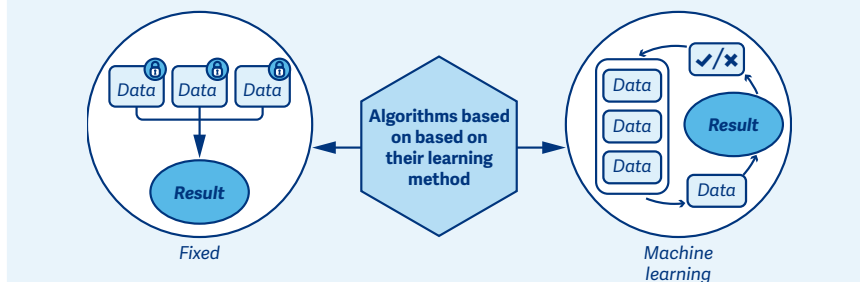 Data Data Data
Result
Fixed
Algorithms based
on based on
their learning
method
✓/×
Data
Data
Data
Result
Data
Machine
learning